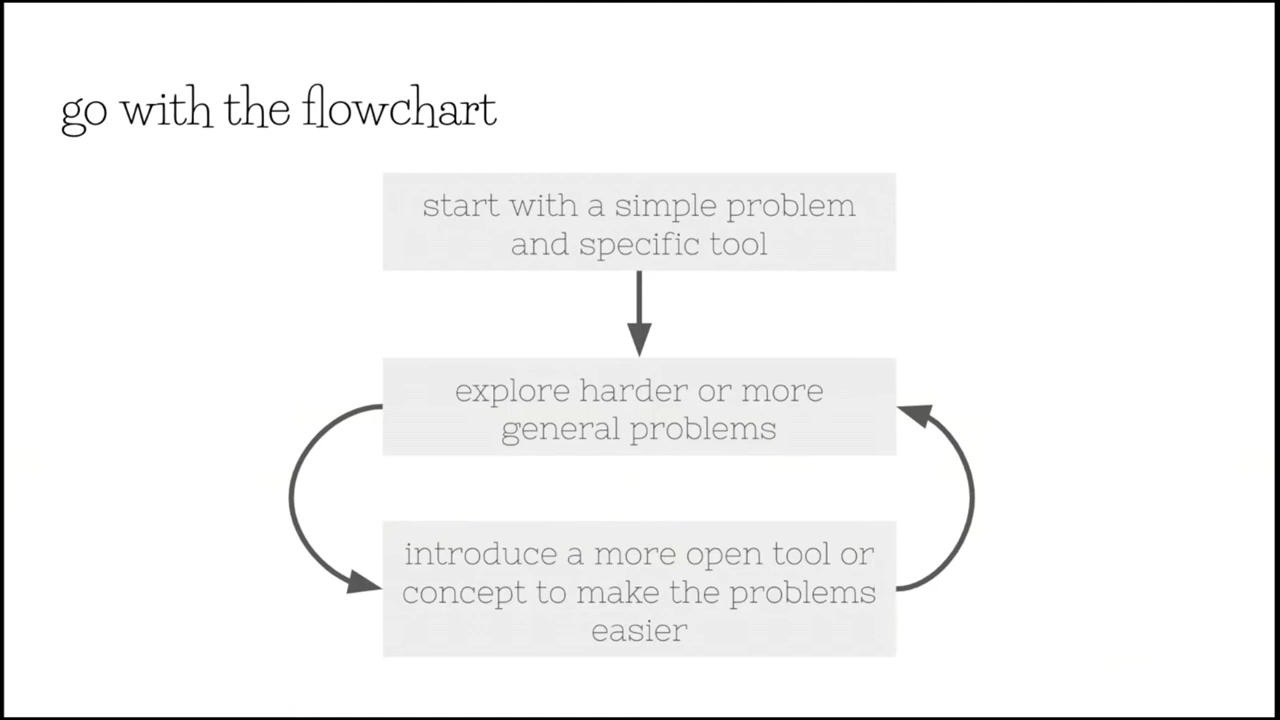 go with the flowchart
start with a simple problem
and specific tool
explore harder or more
general problems
introduce a more open tool or
concept to make the problems
easier